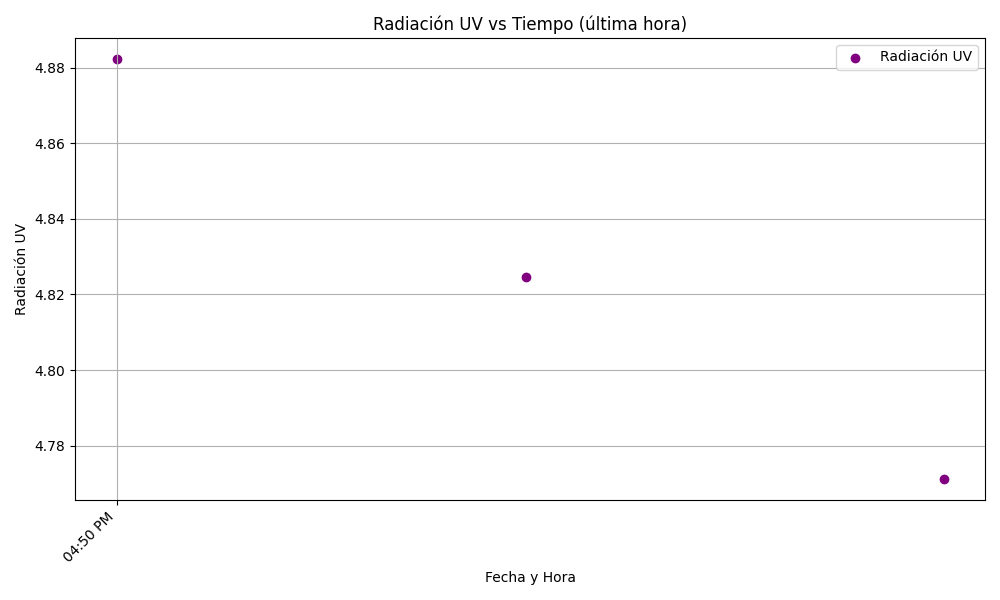 Radiación UV vs Tiempo (última hora)
Radiación UV
4.88
4.86
4.84
4.82
4.80
4.78
Radiación UV
04:50 PM
Fecha y Hora